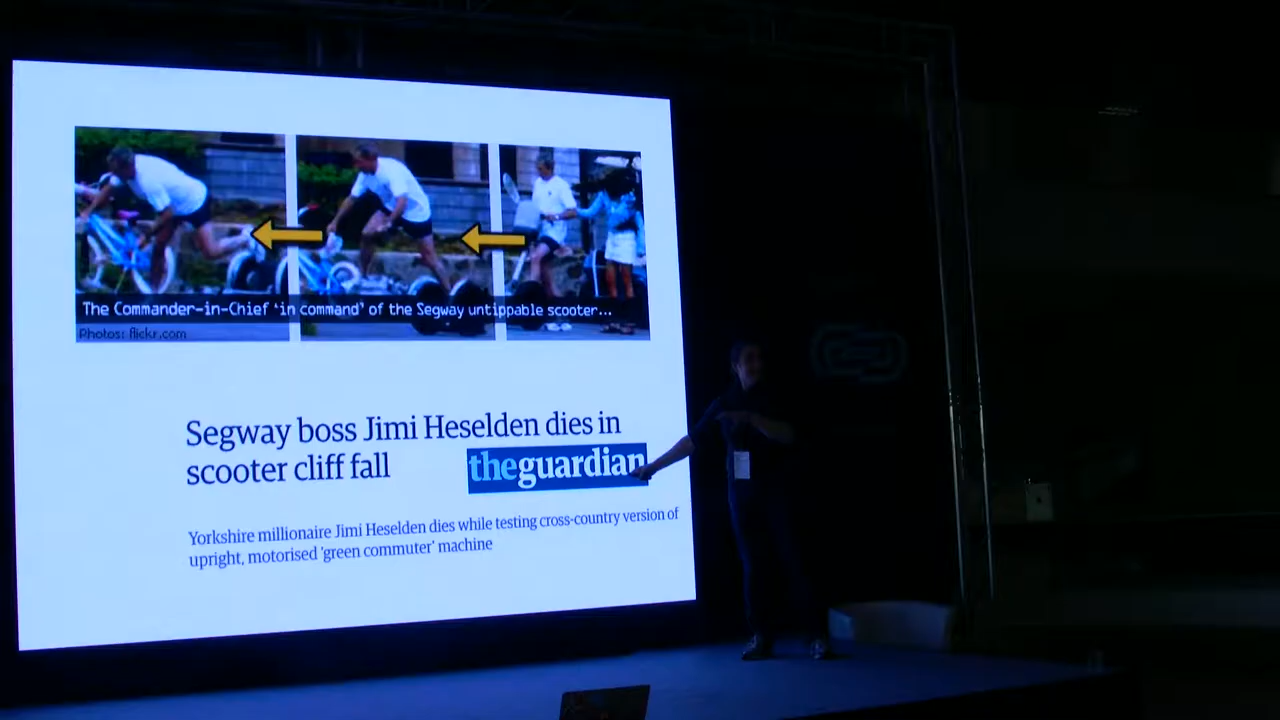 The Commander-in-Chief 'in command' of the Segway untippable scooter...
Photos: flickr.com
Segway boss Jimi Heselden dies in
scooter cliff fall
theguardian
Yorkshire millionaire Jimi Heselden dies while testing cross-country version of
upright, motorised 'green commuter' machine